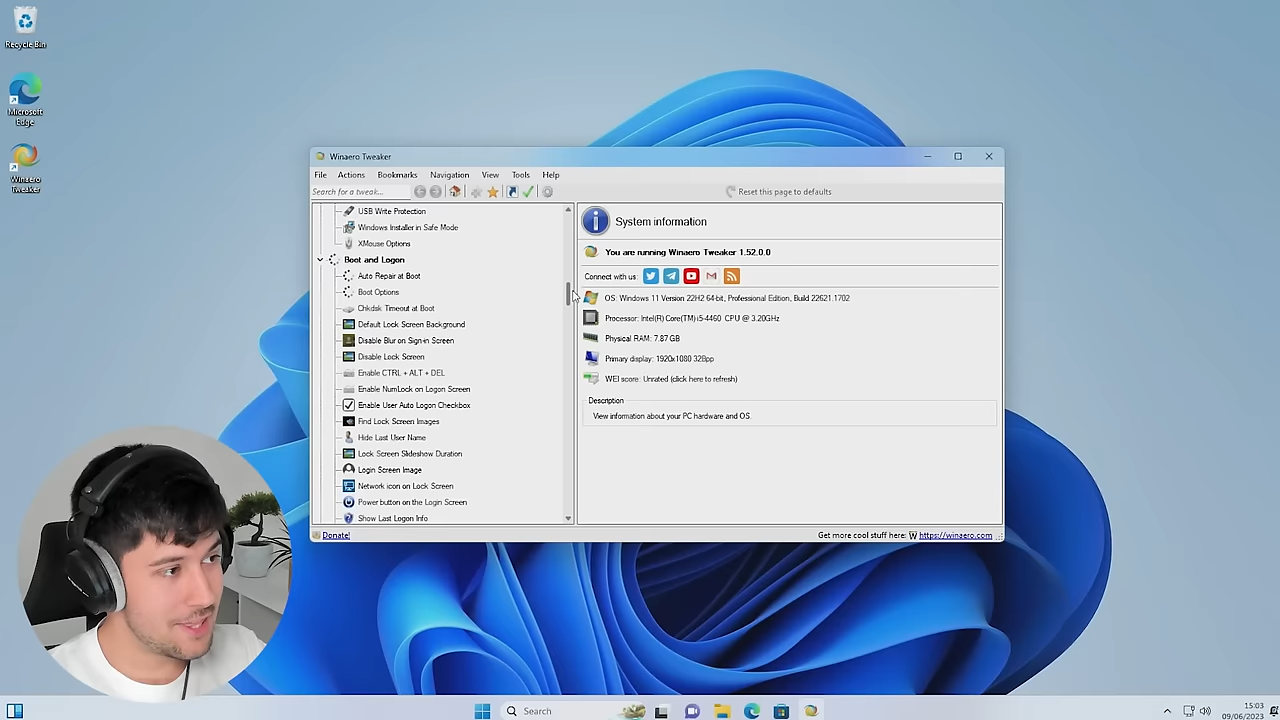 Recycle Bin
Microsoft
Edge
Winaero
Tweaker
Winaero Tweaker
File Actions Bookmarks Navigation View Tools Help
Search for a tweak...
Reset this page to defaults
USB Write Protection
Windows Installer in Safe Mode
XMouse Options
Boot and Logon
Auto Repair at Boot
Boot Options
Chkdsk Timeout at Boot
Default Lock Screen Background
Disable Blur on Sign-in Screen
Disable Lock Screen
Enable CTRL + ALT + DEL
Enable NumLock on Logon Screen
Enable User Auto Logon Checkbox
Find Lock Screen Images
Hide Last User Name
Lock Screen Slideshow Duration
Login Screen Image
Network icon on Lock Screen
Power button on the Login Screen
Show Last Logon Info
System information
You are running Winaero Tweaker 1.52.0.0
Connect with us:
OS: Windows 11 Version 22H2 64-bit, Professional Edition, Build 22621.1702
Processor: Intel(R) Core(TM) i5-4460 CPU @ 3.20GHz
Physical RAM: 7.87 GB
Primary display: 1920x1080 32Bpp
WEI score: Unrated (click here to refresh)
Description
View information about your PC hardware and OS.
Donate!
Get more cool stuff here: W https://winaero.com
Search
15:03
09/06/2023